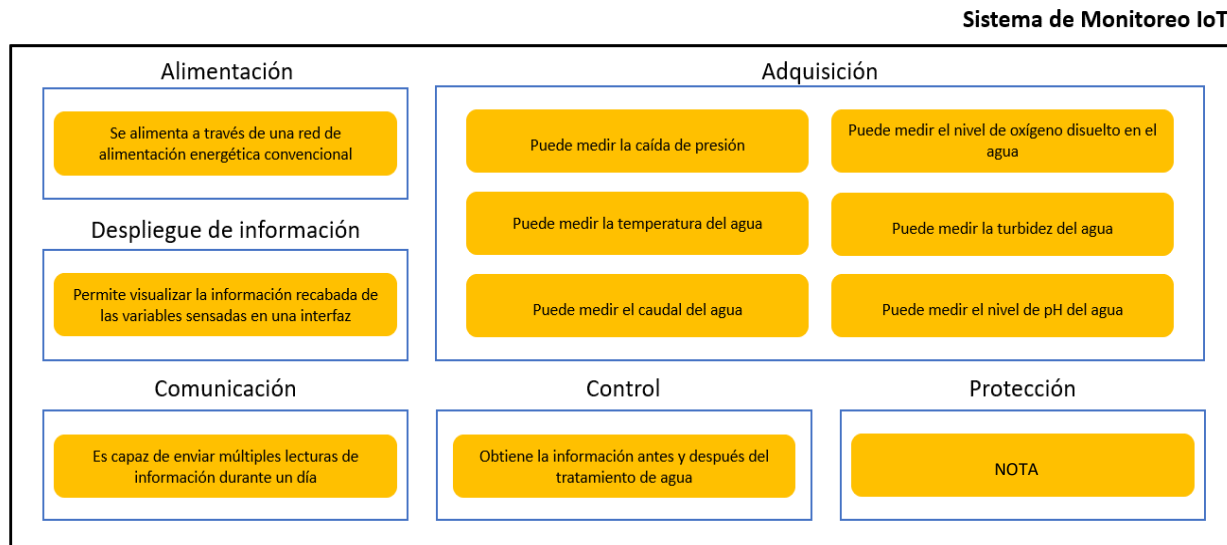 Sistema de Monitoreo IoT
Alimentación
Se alimenta a través de una red de
alimentación energética convencional
Adquisición
Puede medir la caída de presión
Puede medir el nivel de oxígeno disuelto en el
agua
Puede medir la temperatura del agua
Puede medir la turbidez del agua
Puede medir el caudal del agua
Puede medir el nivel de pH del agua
Despliegue de información
Permite visualizar la información recabada de
las variables sensadas en una interfaz
Comunicación
Es capaz de enviar múltiples lecturas de
información durante un día
Control
Obtiene la información antes y después del
tratamiento de agua
Protección
NOTA